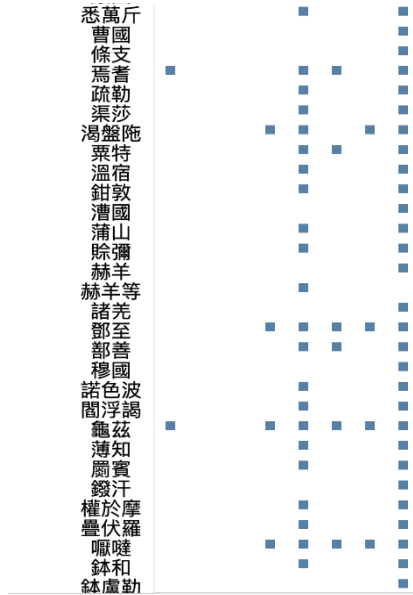 悉萬斤
曹國
條支
焉耆
疏勒
渠莎
渴盤陁
粟特
溫宿
鉗敦
漕國
蒲山
賒彌
赫羊
赫羊等
諸羌
鄧至
鄯善
穆國
諾色波
閻浮謁
龜茲
薄知
罽賓
鏺汗
權於摩
疊伏羅
嚈噠
鉢和
鉢盧勒